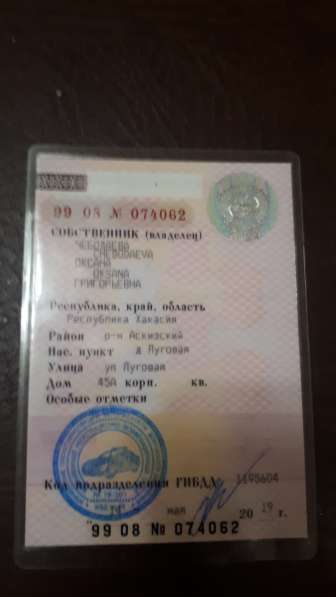 99 08 № 074062
СОБСТВЕННИК (владелец)
ЧЕБОДАЕВА
CHEBODAEVA
ОКСАНА
OKSANA
ГРИГОРЬЕВНА
Республика, край, область
Республика Хакасия
Район р-н Аскизский
Нас. пункт д Луговая
Улица ул Луговая
Дом 45А корп. кв.
Особые отметки
Код подразделения ГИБДД 1195604
мая 20 19 г.
99 08 № 074062